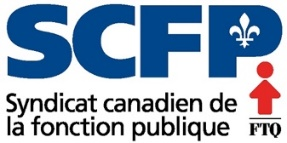 SCFP
Syndicat canadien de
la fonction publique
FTQ